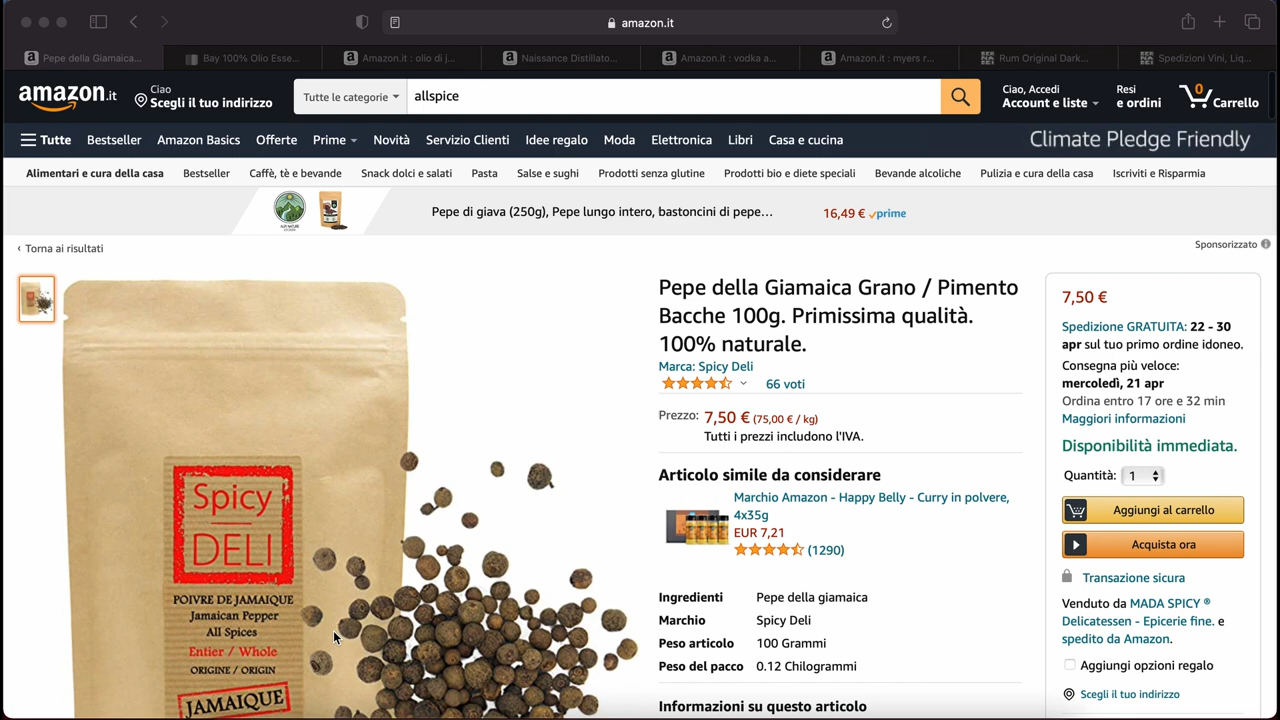 amazon.it
Pepe della Giamaica...
Bay 100% Olio Esse...
Amazon.it : olio di j...
Naissance Distillato...
Amazon.it : vodka a...
Amazon.it : myers r...
Rum Original Dark...
Spedizioni Vini, Liq...
amazon.it
Ciao
Scegli il tuo indirizzo
Tutte le categorie
allspice
Ciao, Accedi
Account e liste
Resi
e ordini
0
Carrello
Tutte
Bestseller
Amazon Basics
Offerte
Prime
Novità
Servizio Clienti
Idee regalo
Moda
Elettronica
Libri
Casa e cucina
Climate Pledge Friendly
Alimentari e cura della casa
Bestseller
Caffè, tè e bevande
Snack dolci e salati
Pasta
Salse e sughi
Prodotti senza glutine
Prodotti bio e diete speciali
Bevande alcoliche
Pulizia e cura della casa
Iscriviti e Risparmia
Pepe di giava (250g), Pepe lungo intero, bastoncini di pepe...
16,49 € prime
‹ Torna ai risultati
Sponsorizzato
Spicy
DELI
POIVRE DE JAMAIQUE
Jamaican Pepper
All Spices
Entier / Whole
ORIGINE / ORIGIN
JAMAIQUE
Pepe della Giamaica Grano / Pimento
Bacche 100g. Primissima qualità.
100% naturale.
Marca: Spicy Deli
66 voti
Prezzo: 7,50 € (75,00 € / kg)
Tutti i prezzi includono l'IVA.
Articolo simile da considerare
Marchio Amazon - Happy Belly - Curry in polvere,
4x35g
EUR 7,21
(1290)
Ingredienti Pepe della giamaica
Marchio Spicy Deli
Peso articolo 100 Grammi
Peso del pacco 0.12 Chilogrammi
Informazioni su questo articolo
7,50 €
Spedizione GRATUITA: 22 - 30
apr sul tuo primo ordine idoneo.
Consegna più veloce:
mercoledì, 21 apr
Ordina entro 17 ore e 32 min
Maggiori informazioni
Disponibilità immediata.
Quantità: 1
Aggiungi al carrello
Acquista ora
Transazione sicura
Venduto da MADA SPICY ®
Delicatessen - Epicerie fine. e
spedito da Amazon.
Aggiungi opzioni regalo
Scegli il tuo indirizzo